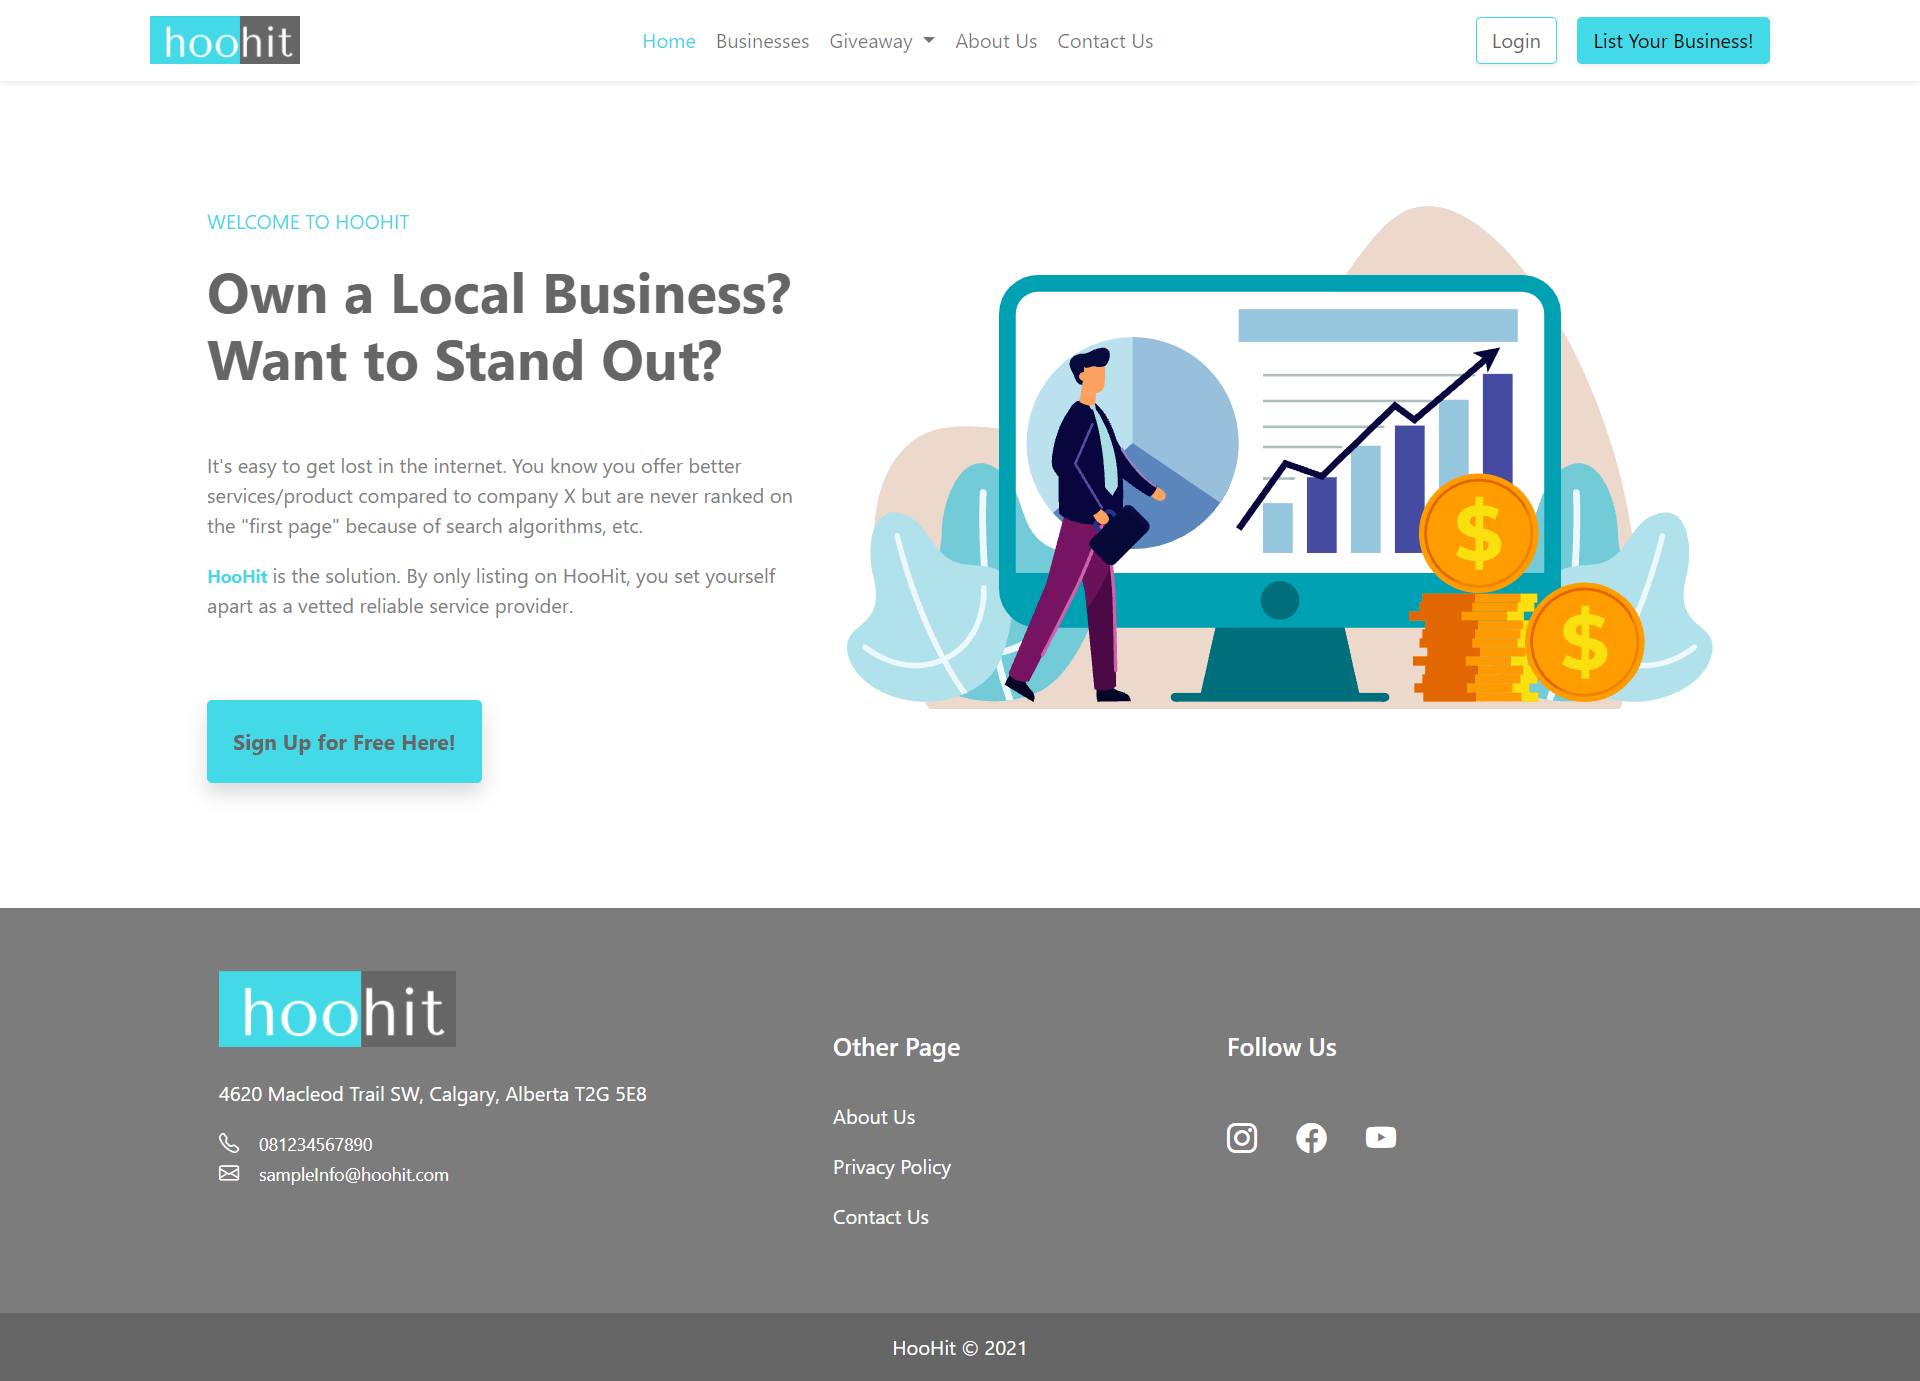 hoohit
Home Businesses Giveaway About Us Contact Us
Login List Your Business!
WELCOME TO HOOHIT
Own a Local Business?
Want to Stand Out?
It's easy to get lost in the internet. You know you offer better
services/product compared to company X but are never ranked on
the "first page" because of search algorithms, etc.
HooHit is the solution. By only listing on HooHit, you set yourself
apart as a vetted reliable service provider.
Sign Up for Free Here!
$
$
hoohit
4620 Macleod Trail SW, Calgary, Alberta T2G 5E8
081234567890
sampleInfo@hoohit.com
Other Page
About Us
Privacy Policy
Contact Us
Follow Us
HooHit © 2021